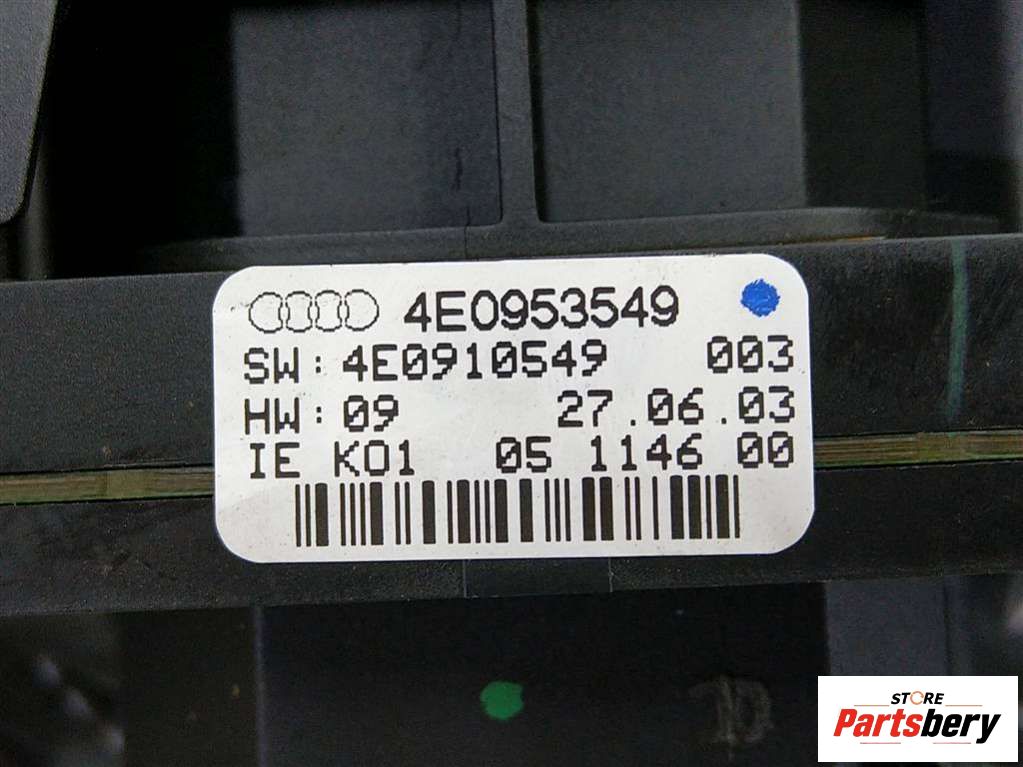 4E0953549
SW: 4E0910549 003
HW: 09 27.06.03
IE K01 05 1146 00
STORE
Partsbery